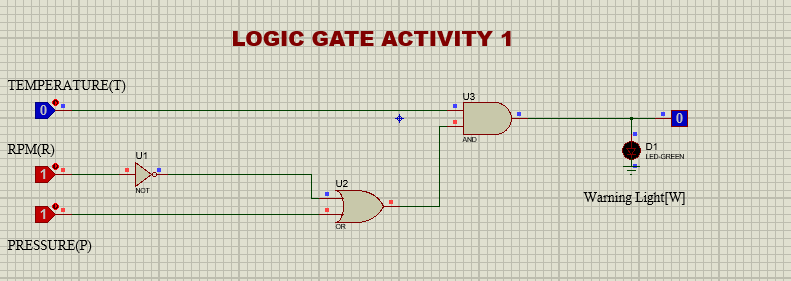 LOGIC GATE ACTIVITY 1
TEMPERATURE(T)
0
U3
AND
0
RPM(R)
1
U1
NOT
D1
LED-GREEN
U2
OR
Warning Light[W]
1
PRESSURE(P)